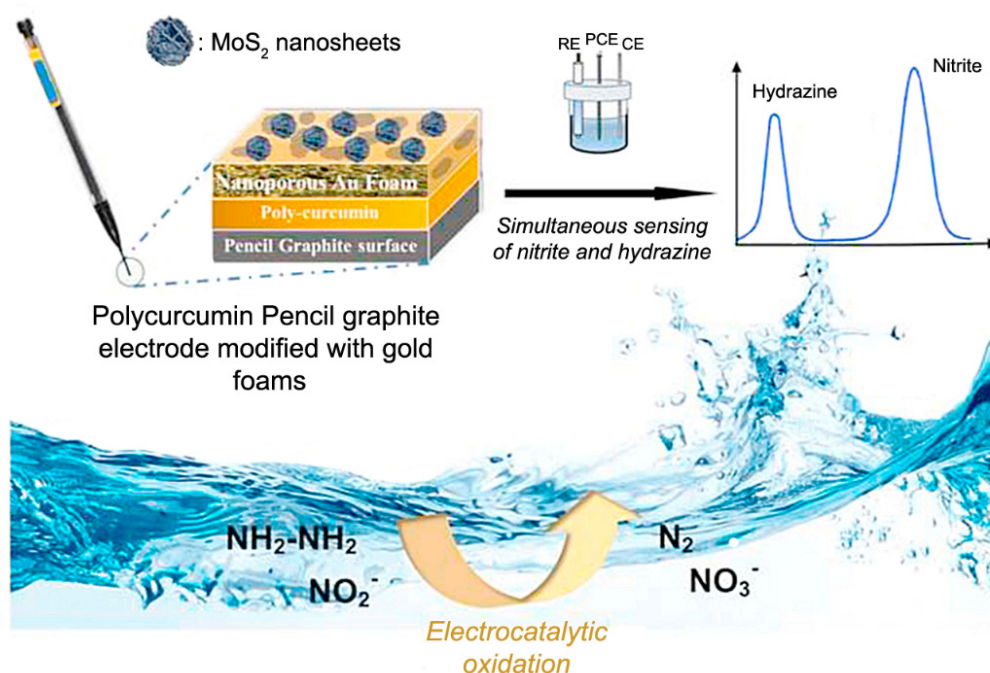 : MoS₂ nanosheets
RE PCE CE
Hydrazine
Nitrite
Nanoporous Au Foam
Poly-curcumin
Pencil Graphite surface
Simultaneous sensing
of nitrite and hydrazine
Polycurcumin Pencil graphite
electrode modified with gold
foams
NH₂-NH₂
N₂
NO₂⁻
NO₃⁻
Electrocatalytic
oxidation